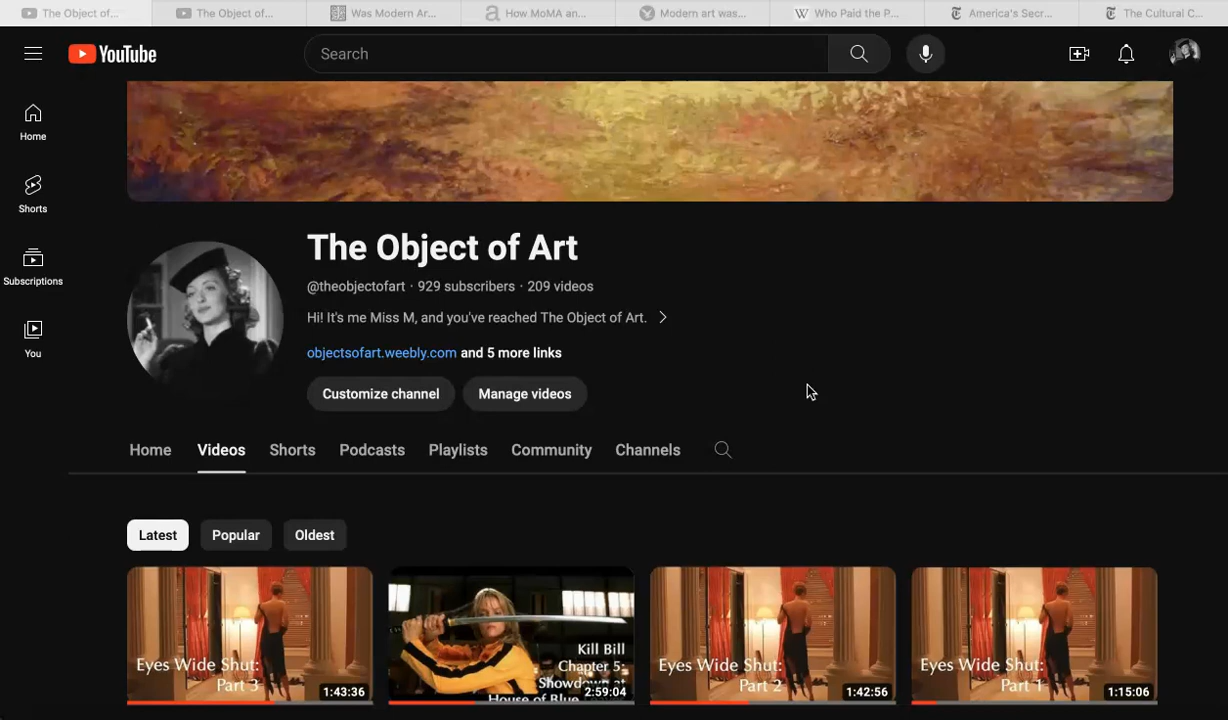 The Object of...
The Object of...
Was Modern Ar...
How MoMA an...
Modern art was...
Who Paid the P...
America's Secr...
The Cultural C...
YouTube
Search
Home
Shorts
Subscriptions
You
The Object of Art
@theobjectofart · 929 subscribers · 209 videos
Hi! It's me Miss M, and you've reached The Object of Art.
objectsofart.weebly.com and 5 more links
Customize channel
Manage videos
Home
Videos
Shorts
Podcasts
Playlists
Community
Channels
Latest
Popular
Oldest
Eyes Wide Shut:
Part 3
1:43:36
Kill Bill
Chapter 5:
Showdown at
House of Blue
2:59:04
Eyes Wide Shut:
Part 2
1:42:56
Eyes Wide Shut:
Part 1
1:15:06